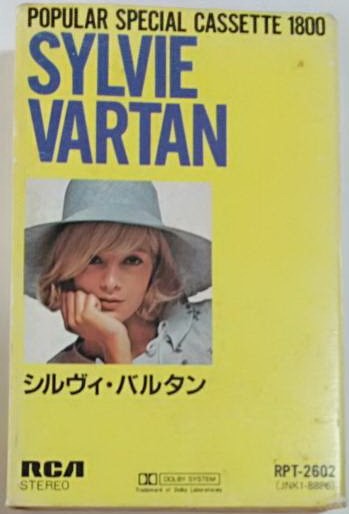 POPULAR SPECIAL CASSETTE 1800
SYLVIE
VARTAN
シルヴィ・バルタン
RCA
STEREO
DOLBY SYSTEM
Trademark of Dolby Laboratories
RPT-2602